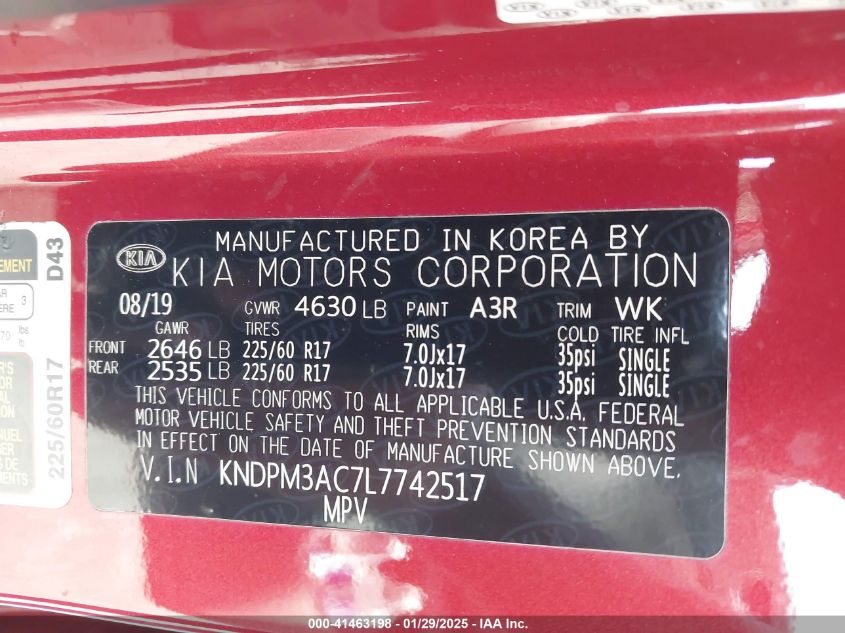 KIA
MANUFACTURED IN KOREA BY
KIA MOTORS CORPORATION
08/19 GVWR 4630 LB PAINT A3R TRIM WK
GAWR TIRES RIMS COLD TIRE INFL
FRONT 2646 LB 225/60 R17 7.0Jx17 35psi SINGLE
REAR 2535 LB 225/60 R17 7.0Jx17 35psi SINGLE
THIS VEHICLE CONFORMS TO ALL APPLICABLE U.S.A. FEDERAL
MOTOR VEHICLE SAFETY AND THEFT PREVENTION STANDARDS
IN EFFECT ON THE DATE OF MANUFACTURE SHOWN ABOVE.
V.I.N KNDPM3AC7L7742517
MPV
D43
225/60R17
3
lbs.
000-41463198 - 01/29/2025 - IAA Inc.